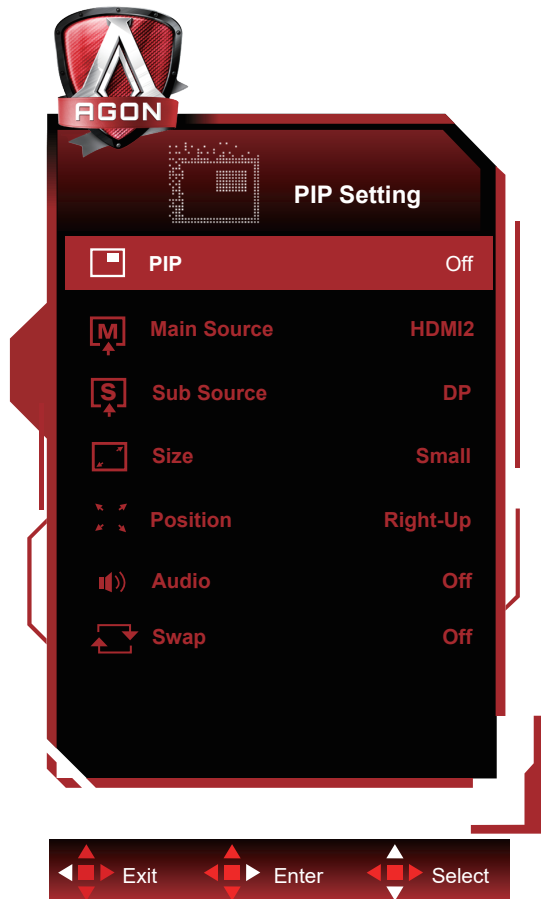 AGON
PIP Setting
PIP Off
M Main Source HDMI2
S Sub Source DP
Size Small
Position Right-Up
Audio Off
Swap Off
Exit Enter Select